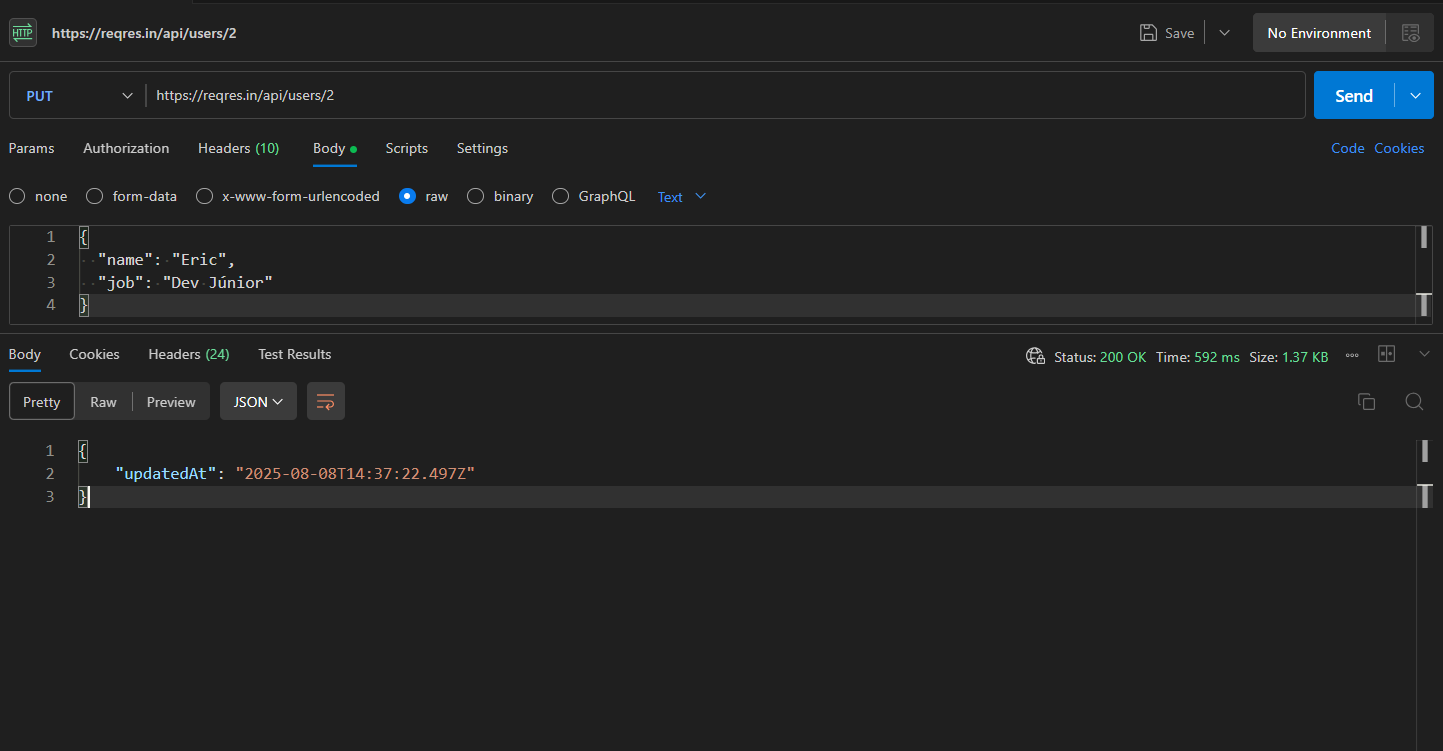 HTTP https://reqres.in/api/users/2 Save No Environment
PUT https://reqres.in/api/users/2 Send
Params Authorization Headers (10) Body Scripts Settings Code Cookies
none form-data x-www-form-urlencoded raw binary GraphQL Text
1 {
2 "name": "Eric",
3 "job": "Dev Júnior"
4 }
Body Cookies Headers (24) Test Results Status: 200 OK Time: 592 ms Size: 1.37 KB
Pretty Raw Preview JSON
1 {
2 "updatedAt": "2025-08-08T14:37:22.497Z"
3 }